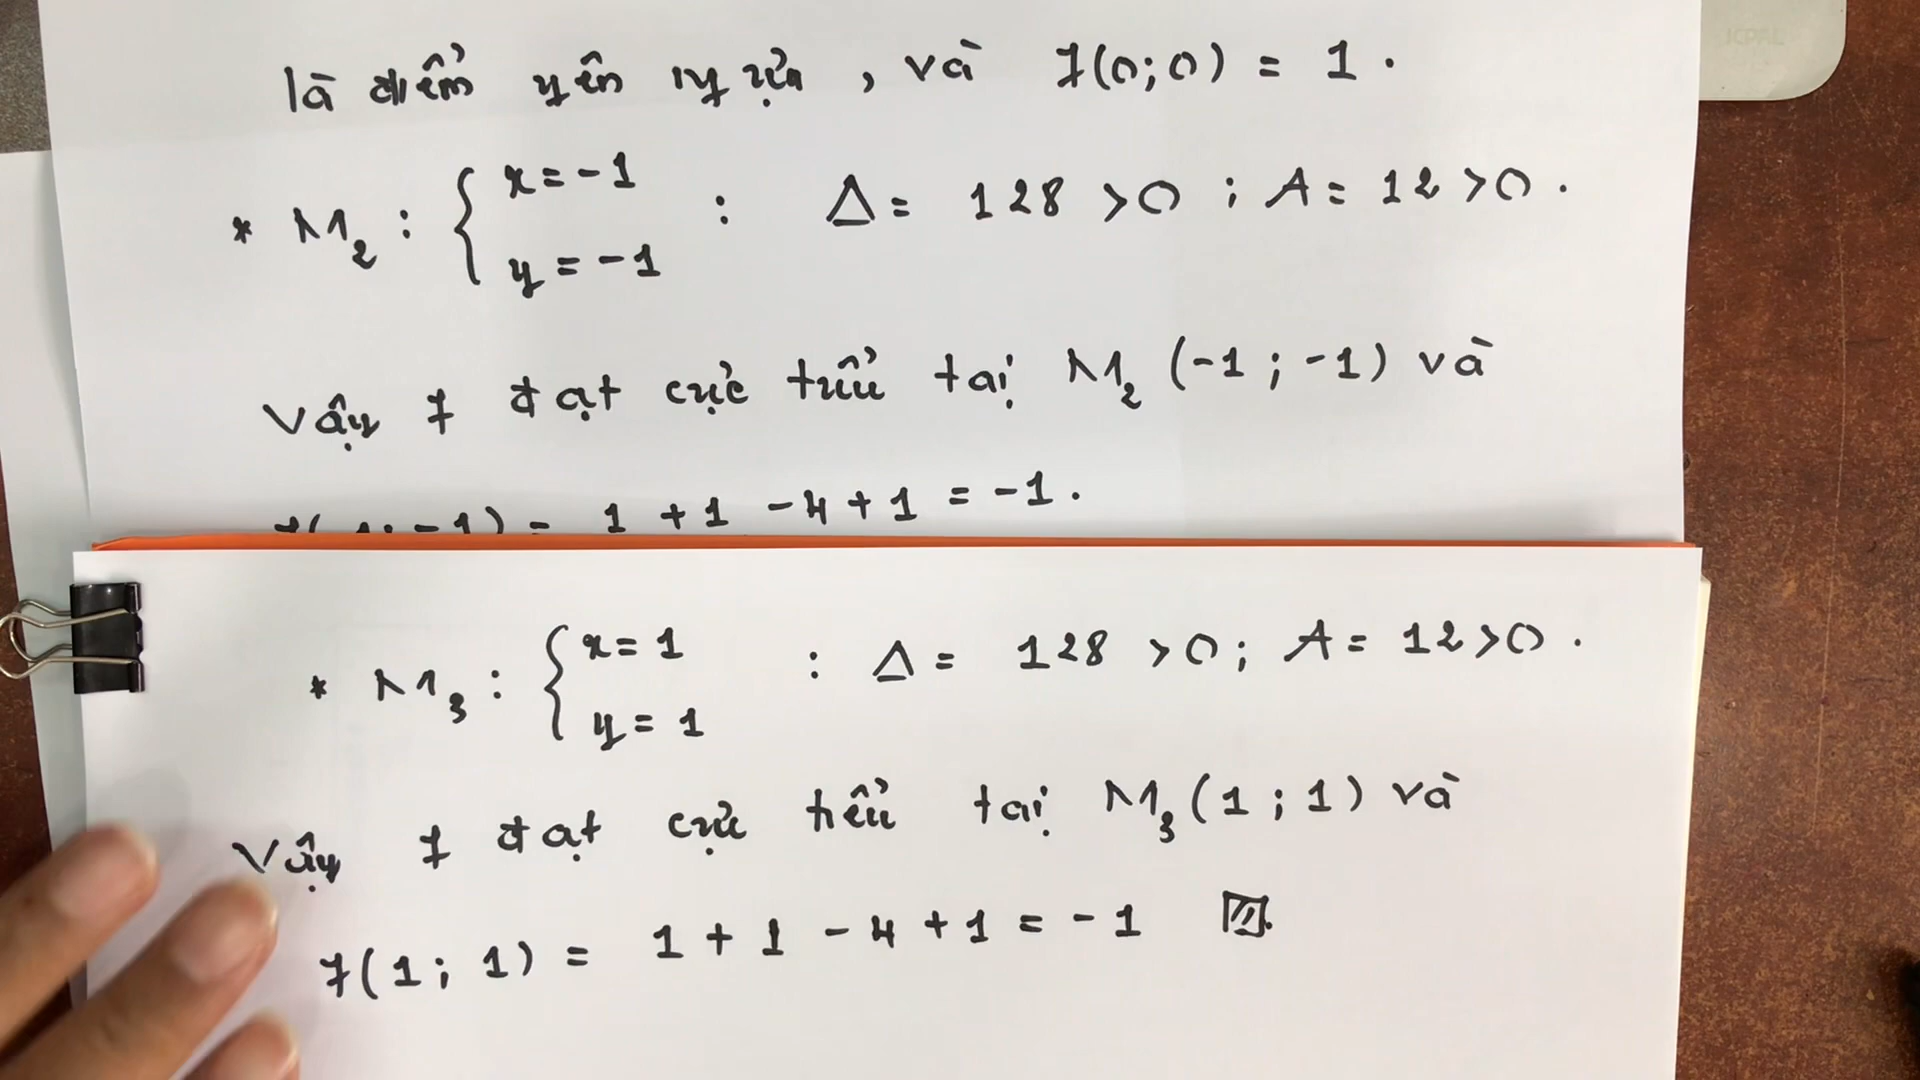 là điểm yên ngựa, và f(0;0) = 1.
* M₂: { x = -1
y = -1 : Δ = 128 > 0; A = 12 > 0.
Vậy f đạt cực tiểu tại M₂ (-1; -1) và
f(-1; -1) = 1 + 1 - 4 + 1 = -1.
* M₃: { x = 1
y = 1 : Δ = 128 > 0; A = 12 > 0.
Vậy f đạt cực tiểu tại M₃ (1; 1) và
f(1; 1) = 1 + 1 - 4 + 1 = -1